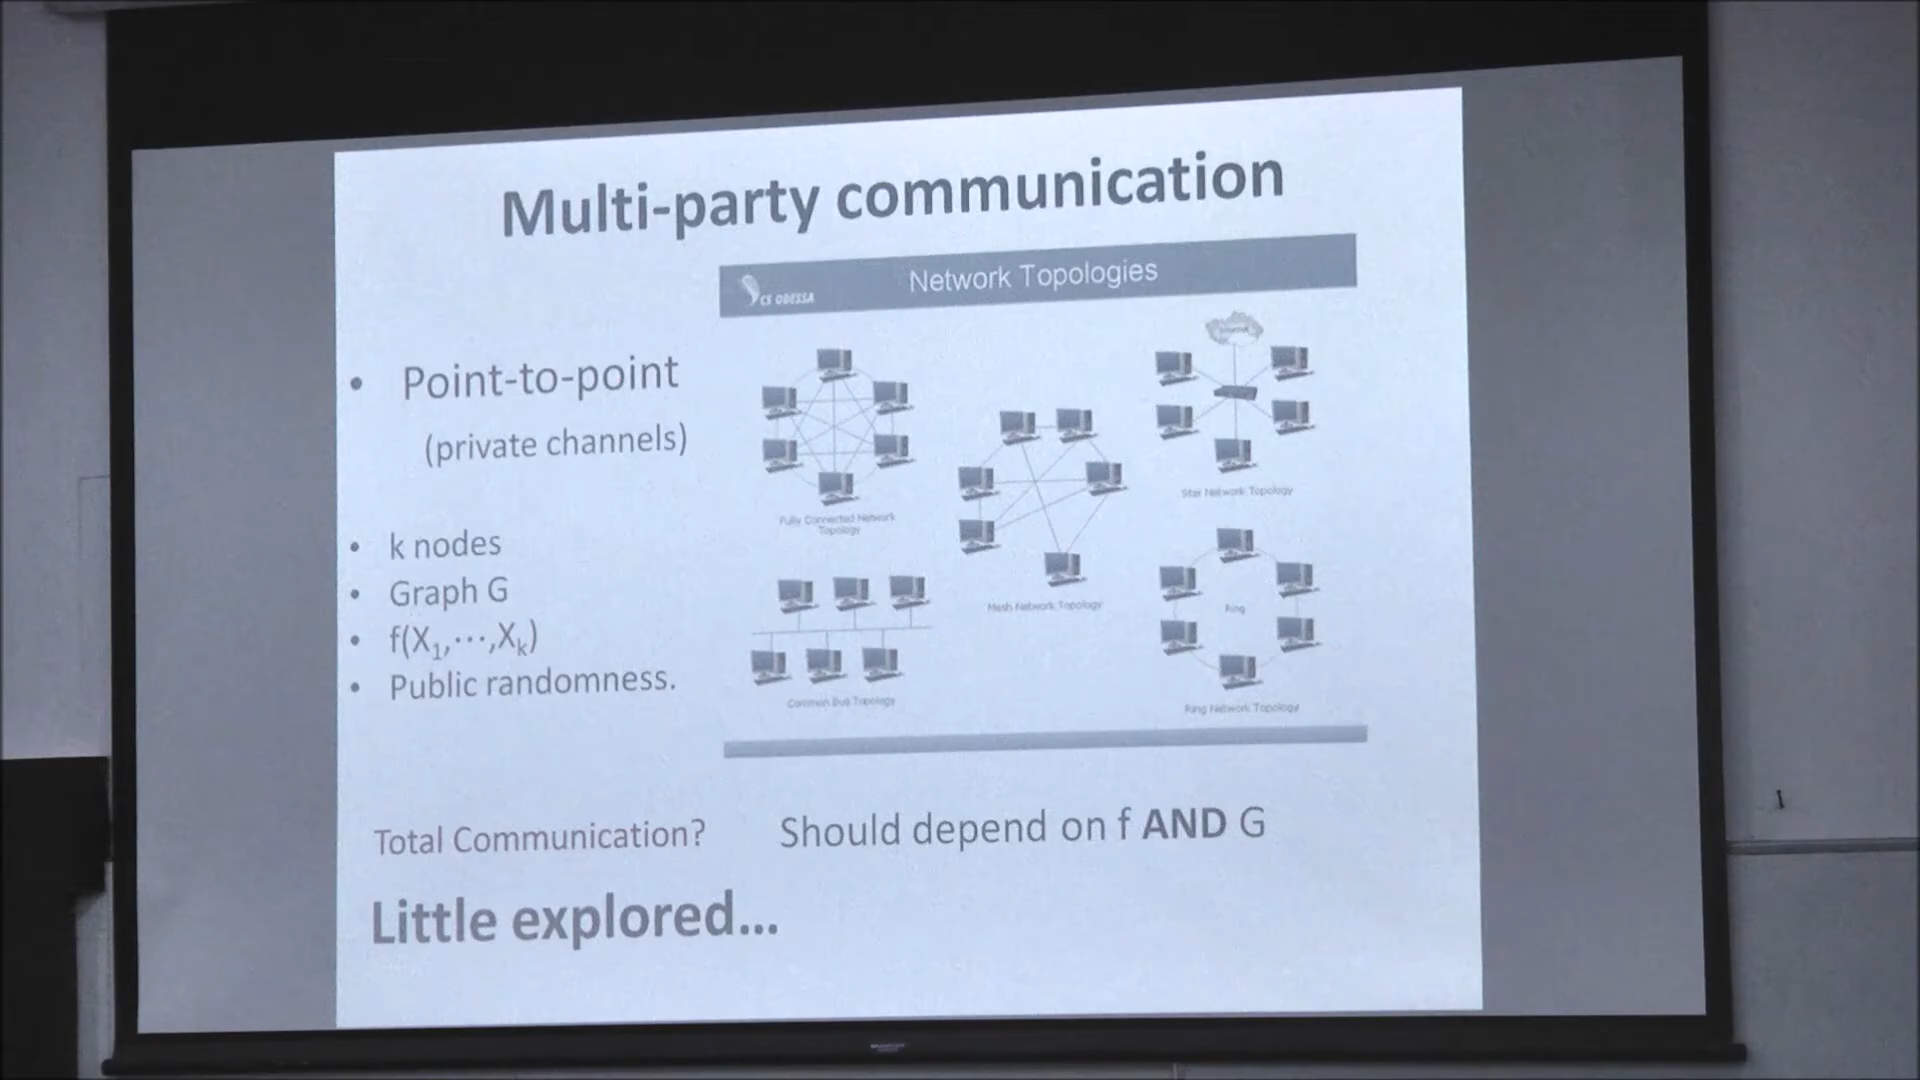 Multi-party communication
CS ODESSA
Network Topologies
• Point-to-point
(private channels)
• k nodes
• Graph G
• f(X₁,⋯,Xₖ)
• Public randomness.
Fully Connected Network
Topology
Common Bus Topology
Mesh Network Topology
Star Network Topology
Ring
Ring Network Topology
Total Communication?
Should depend on f AND G
Little explored...